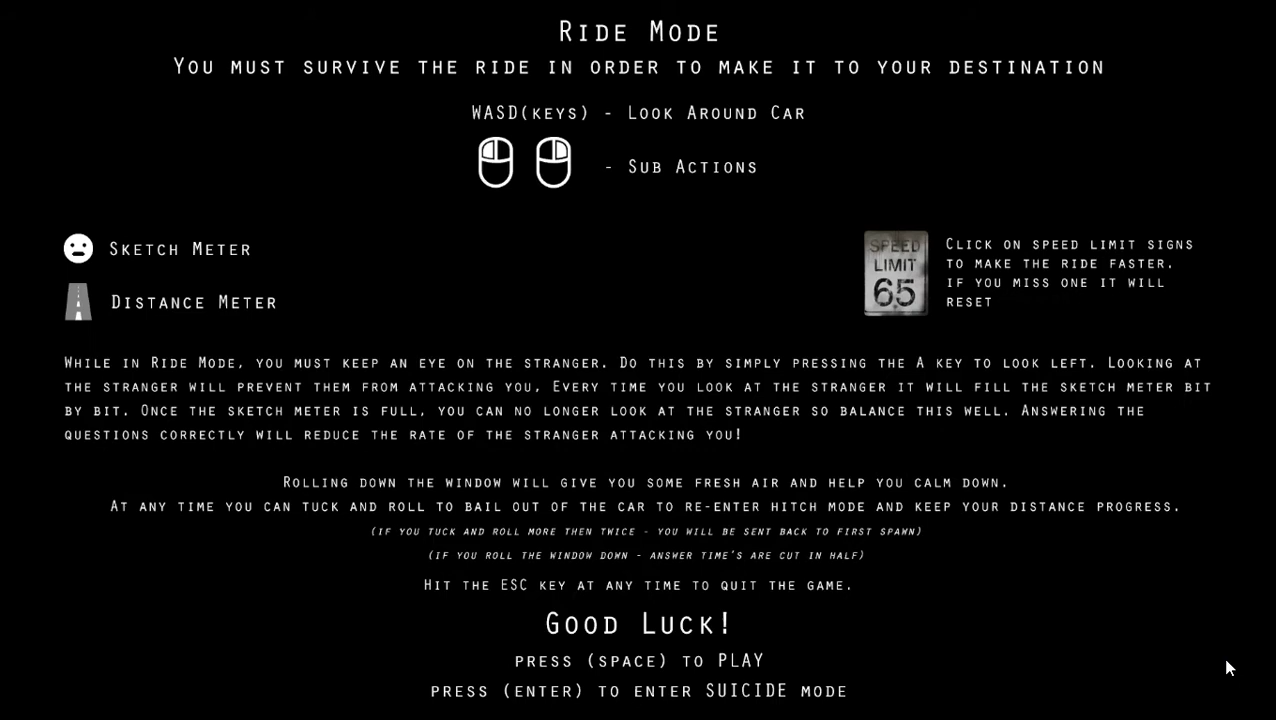 Ride Mode
You must survive the ride in order to make it to your destination
WASD(keys) - Look Around Car
- Sub Actions
Sketch Meter
Distance Meter
SPEED
LIMIT
65
Click on speed limit signs
to make the ride faster.
if you miss one it will
reset
While in Ride Mode, you must keep an eye on the stranger. Do this by simply pressing the A key to look left. Looking at
the stranger will prevent them from attacking you, Every time you look at the stranger it will fill the sketch meter bit
by bit. Once the sketch meter is full, you can no longer look at the stranger so balance this well. Answering the
questions correctly will reduce the rate of the stranger attacking you!
Rolling down the window will give you some fresh air and help you calm down.
At any time you can tuck and roll to bail out of the car to re-enter hitch mode and keep your distance progress.
(if you tuck and roll more then twice - you will be sent back to first spawn)
(if you roll the window down - answer time's are cut in half)
Hit the ESC key at any time to quit the game.
Good Luck!
press (space) to PLAY
press (enter) to enter SUICIDE mode